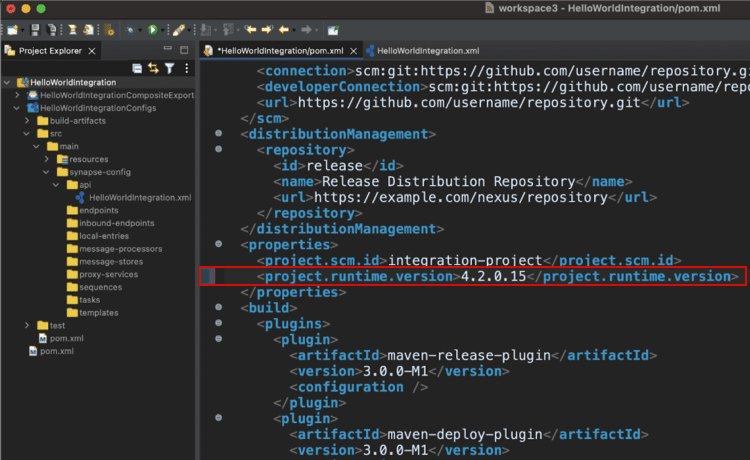 workspace3 - HelloWorldIntegration/pom.xml
Project Explorer
HelloWorldIntegration
HelloWorldIntegrationCompositeExport
HelloWorldIntegrationConfigs
build-artifacts
src
main
resources
synapse-config
api
HelloWorldIntegration.xml
endpoints
inbound-endpoints
local-entries
message-processors
message-stores
proxy-services
sequences
tasks
templates
test
pom.xml
pom.xml
*HelloWorldIntegration/pom.xml
HelloWorldIntegration.xml
<connection>scm:git:https://github.com/username/repository.g
<developerConnection>scm:git:https://github.com/username/rep
<url>https://github.com/username/repository.git</url>
</scm>
<distributionManagement>
<repository>
<id>release</id>
<name>Release Distribution Repository</name>
<url>https://example.com/nexus/repository</url>
</repository>
</distributionManagement>
<properties>
<project.scm.id>integration-project</project.scm.id>
<project.runtime.version>4.2.0.15</project.runtime.version>
</properties>
<build>
<plugins>
<plugin>
<artifactId>maven-release-plugin</artifactId>
<version>3.0.0-M1</version>
<configuration />
</plugin>
<plugin>
<artifactId>maven-deploy-plugin</artifactId>
<version>3.0.0-M1</version>